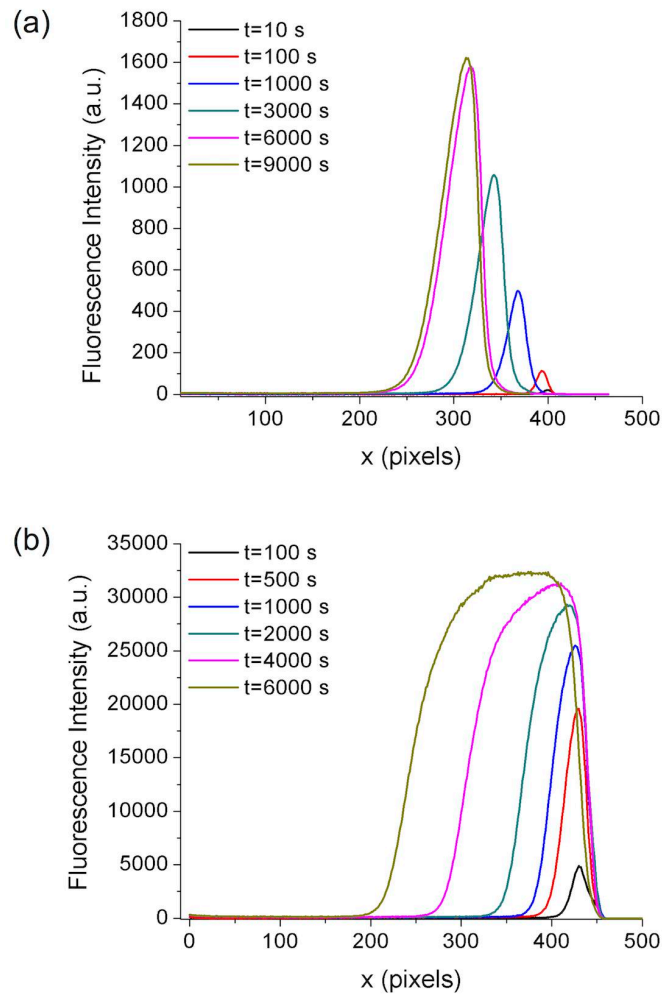 (a)
1800
1600
1400
1200
1000
800
600
400
200
0
Fluorescence Intensity (a.u.)
t=10 s
t=100 s
t=1000 s
t=3000 s
t=6000 s
t=9000 s
100 200 300 400 500
x (pixels)
(b)
35000
30000
25000
20000
15000
10000
5000
0
Fluorescence Intensity (a.u.)
t=100 s
t=500 s
t=1000 s
t=2000 s
t=4000 s
t=6000 s
0 100 200 300 400 500
x (pixels)